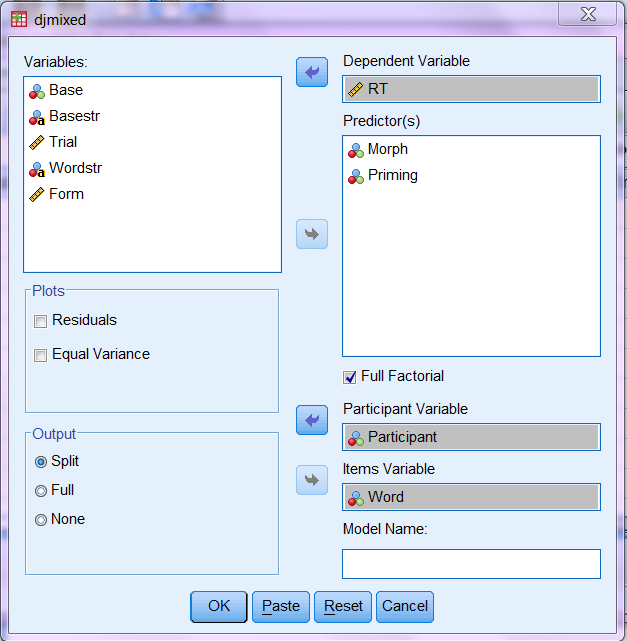 djmixed
Variables:
Base
Basestr
Trial
Wordstr
Form
Plots
Residuals
Equal Variance
Output
Split
Full
None
Dependent Variable
RT
Predictor(s)
Morph
Priming
Full Factorial
Participant Variable
Participant
Items Variable
Word
Model Name:
OK
Paste
Reset
Cancel